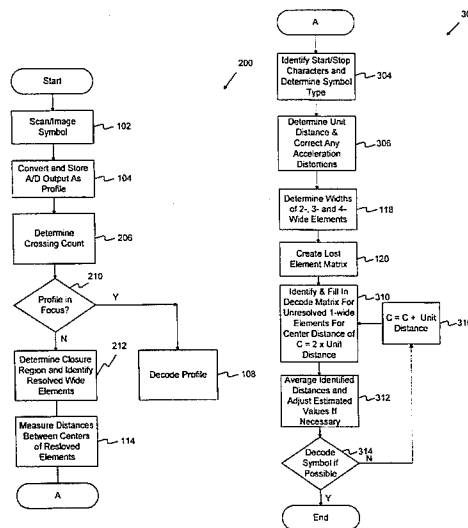 Start
200
Scan/Image
Symbol
102
Convert and Store
A/D Output As
Profile
104
Determine
Crossing Count
206
210
Profile in
Focus?
Y
N
Determine Closure
Region and Identify
Resolved Wide
Elements
212
Decode Profile
108
Measure Distances
Between Centers
of Resloved
Elements
114
A
A
30
Identify Start/Stop
Characters and
Determine Symbol
Type
304
Determine Unit
Distance &
Correct Any
Acceleration
Distortions
306
Determine Widths
of 2-, 3- and 4-
Wide Elements
118
Create Lost
Element Matrix
120
Identify & Fill In
Decode Matrix For
Unresolved 1-wide
Elements For
Center Distance of
C = 2 x Unit
Distance
310
C = C + Unit
Distance
Average Identified
Distances and
Adjust Estimated
Values If
Necessary
312
314
Decode
Symbol if
Possible
N
Y
End